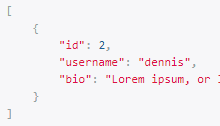 [
{
"id": 2,
"username": "dennis",
"bio": "Lorem ipsum, or
}
]